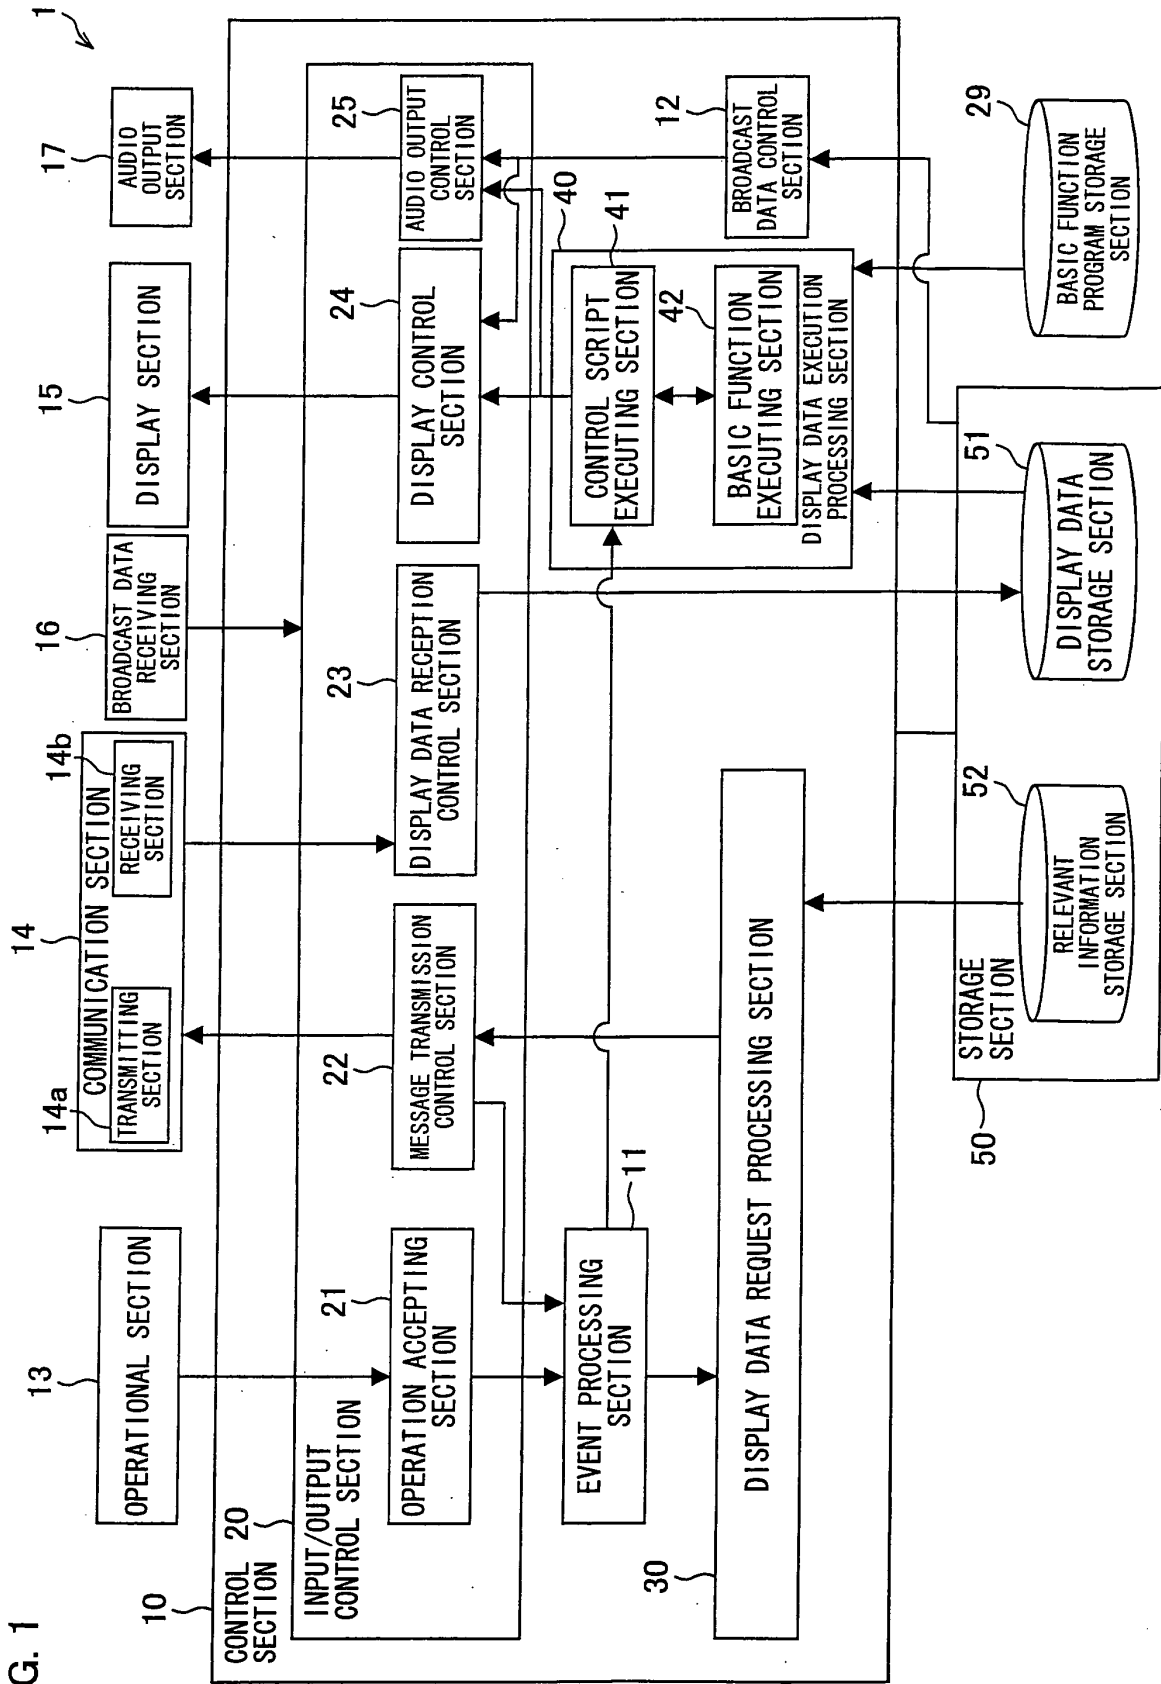 G. 1
1
13
OPERATIONAL SECTION
14
COMMUNICATION SECTION
14a
TRANSMITTING
SECTION
14b
RECEIVING
SECTION
16
BROADCAST DATA
RECEIVING
SECTION
15
DISPLAY SECTION
17
AUDIO
OUTPUT
SECTION
10
CONTROL
SECTION
20
INPUT/OUTPUT
CONTROL SECTION
21
OPERATION ACCEPTING
SECTION
22
MESSAGE TRANSMISSION
CONTROL SECTION
23
DISPLAY DATA RECEPTION
CONTROL SECTION
24
DISPLAY CONTROL
SECTION
25
AUDIO OUTPUT
CONTROL
SECTION
11
EVENT PROCESSING
SECTION
40
41
CONTROL SCRIPT
EXECUTING SECTION
42
BASIC FUNCTION
EXECUTING SECTION
DISPLAY DATA EXECUTION
PROCESSING SECTION
12
BROADCAST
DATA CONTROL
SECTION
30
DISPLAY DATA REQUEST PROCESSING SECTION
50
STORAGE
SECTION
52
RELEVANT
INFORMATION
STORAGE SECTION
51
DISPLAY DATA
STORAGE SECTION
29
BASIC FUNCTION
PROGRAM STORAGE
SECTION